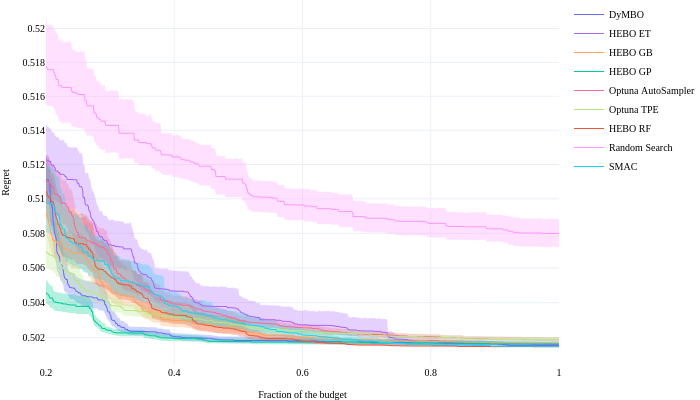 0.52
0.518
0.516
0.514
0.512
0.51
0.508
0.506
0.504
0.502
Regret
0.2
0.4
0.6
0.8
1
Fraction of the budget
DyMBO
HEBO ET
HEBO GB
HEBO GP
Optuna AutoSampler
Optuna TPE
HEBO RF
Random Search
SMAC